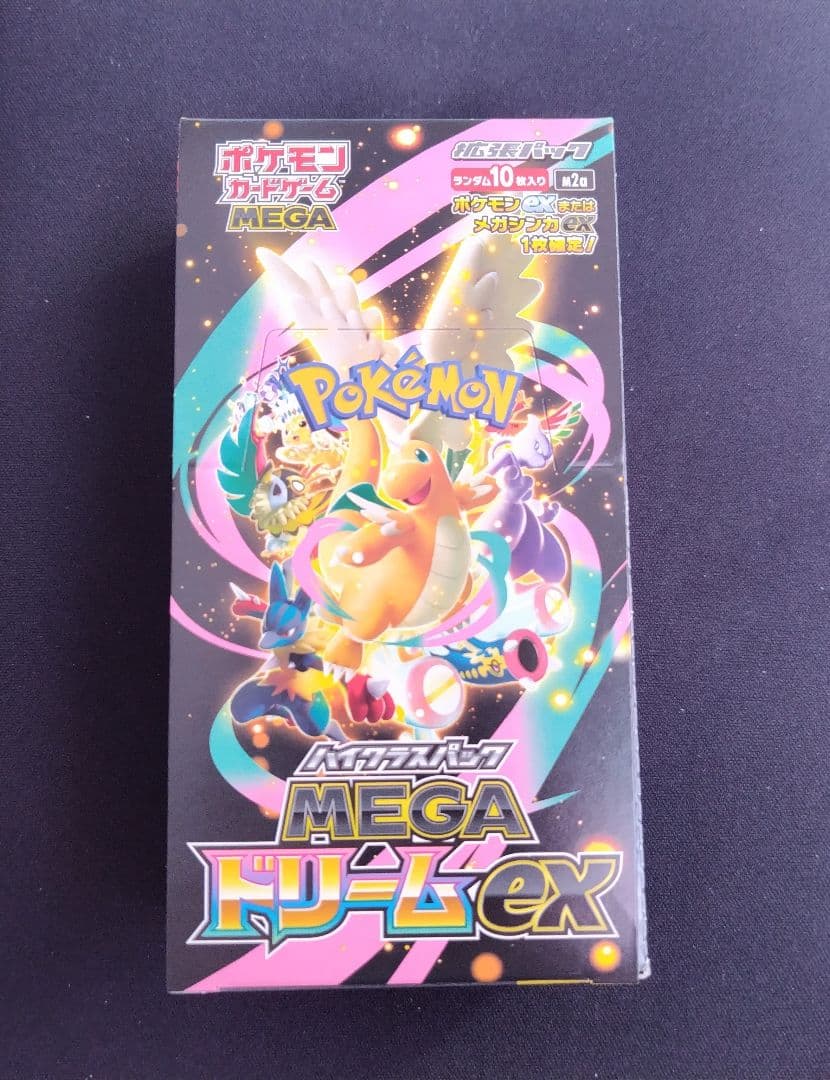 ポケモン
カードゲーム
MEGA
拡張パック
ランダム10枚入り M2a
ポケモンexまたは
メガシンカex
1枚確定!
POKéMON
TM
ハイクラスパック
MEGA
ドリームex